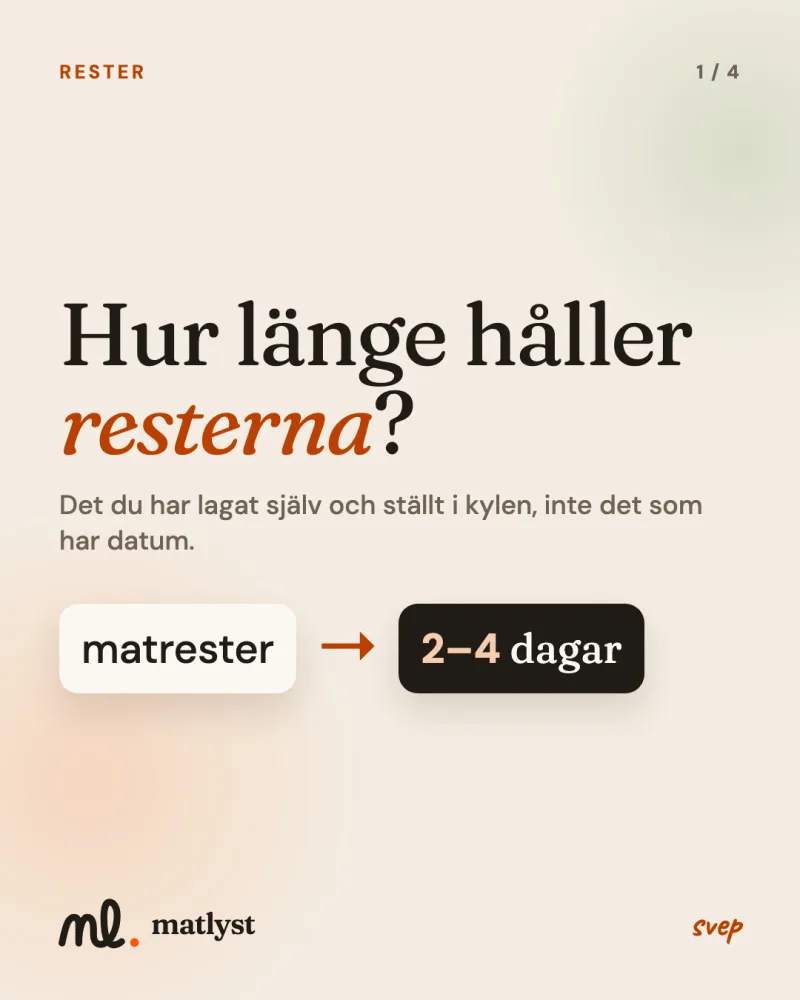 RESTER
1 / 4
Hur länge håller
resterna?
Det du har lagat själv och ställt i kylen, inte det som
har datum.
matrester → 2–4 dagar
ml. matlyst
svep